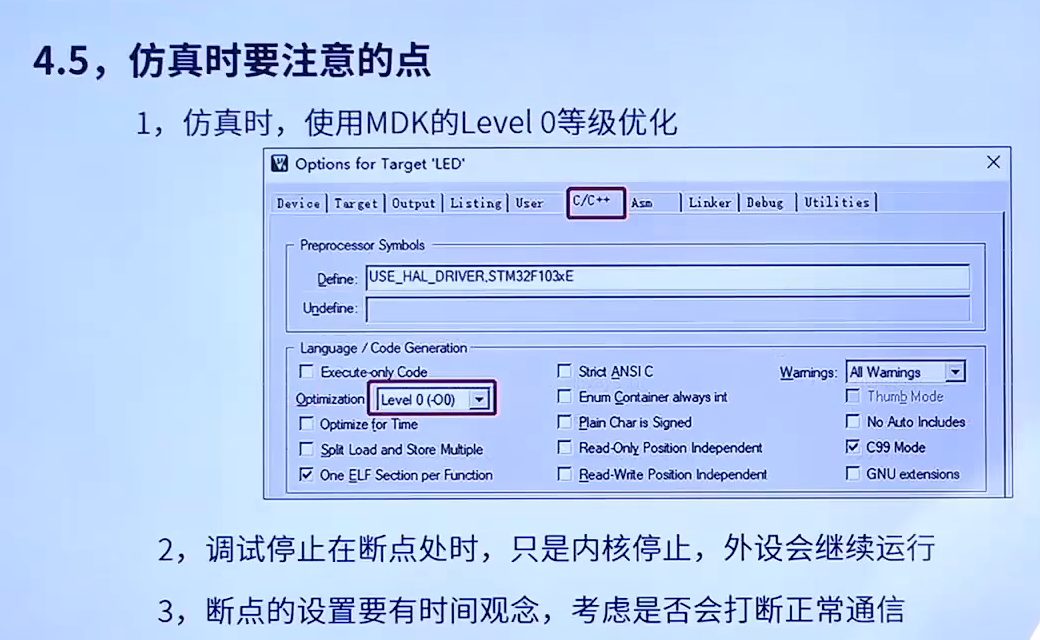 4.5，仿真时要注意的点
1，仿真时，使用MDK的Level 0等级优化
Options for Target 'LED'
Device Target Output Listing User C/C++ Asm Linker Debug Utilities
Preprocessor Symbols
Define: USE_HAL_DRIVER,STM32F103xE
Undefine:
Language / Code Generation
Execute-only Code Strict ANSI C Warnings: All Warnings
Optimization Level 0 (-O0) Enum Container always int Thumb Mode
Optimize for Time Plain Char is Signed No Auto Includes
Split Load and Store Multiple Read-Only Position Independent C99 Mode
One ELF Section per Function Read-Write Position Independent GNU extensions
2，调试停止在断点处时，只是内核停止，外设会继续运行
3，断点的设置要有时间观念，考虑是否会打断正常通信